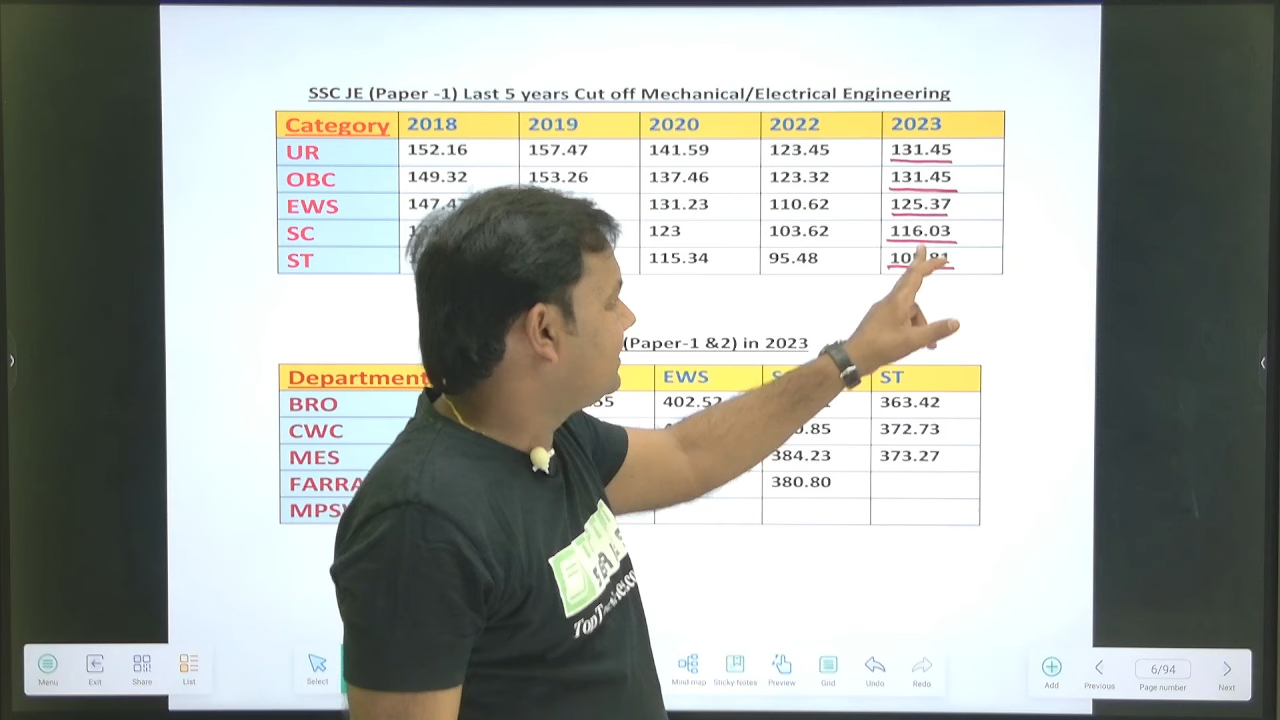 SSC JE (Paper -1) Last 5 years Cut off Mechanical/Electrical Engineering
Category 2018 2019 2020 2022 2023
UR 152.16 157.47 141.59 123.45 131.45
OBC 149.32 153.26 137.46 123.32 131.45
EWS 131.23 110.62 125.37
SC 123 103.62 116.03
ST 115.34 95.48
(Paper-1 &2) in 2023
Department EWS ST
BRO 402.52 363.42
CWC 372.73
MES 384.23 373.27
380.80
Menu Exit Share List Select Mind map Sticky Notes Preview Grid Undo Redo Add Previous 6/94 Page number Next